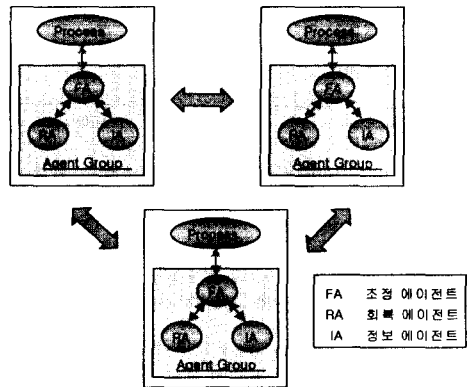 Process
FA
RA
IA
Agent Group
Process
FA
RA
IA
Agent Group
Process
FA
RA
IA
Agent Group
FA 조정 에이전트
RA 회복 에이전트
IA 정보 에이전트